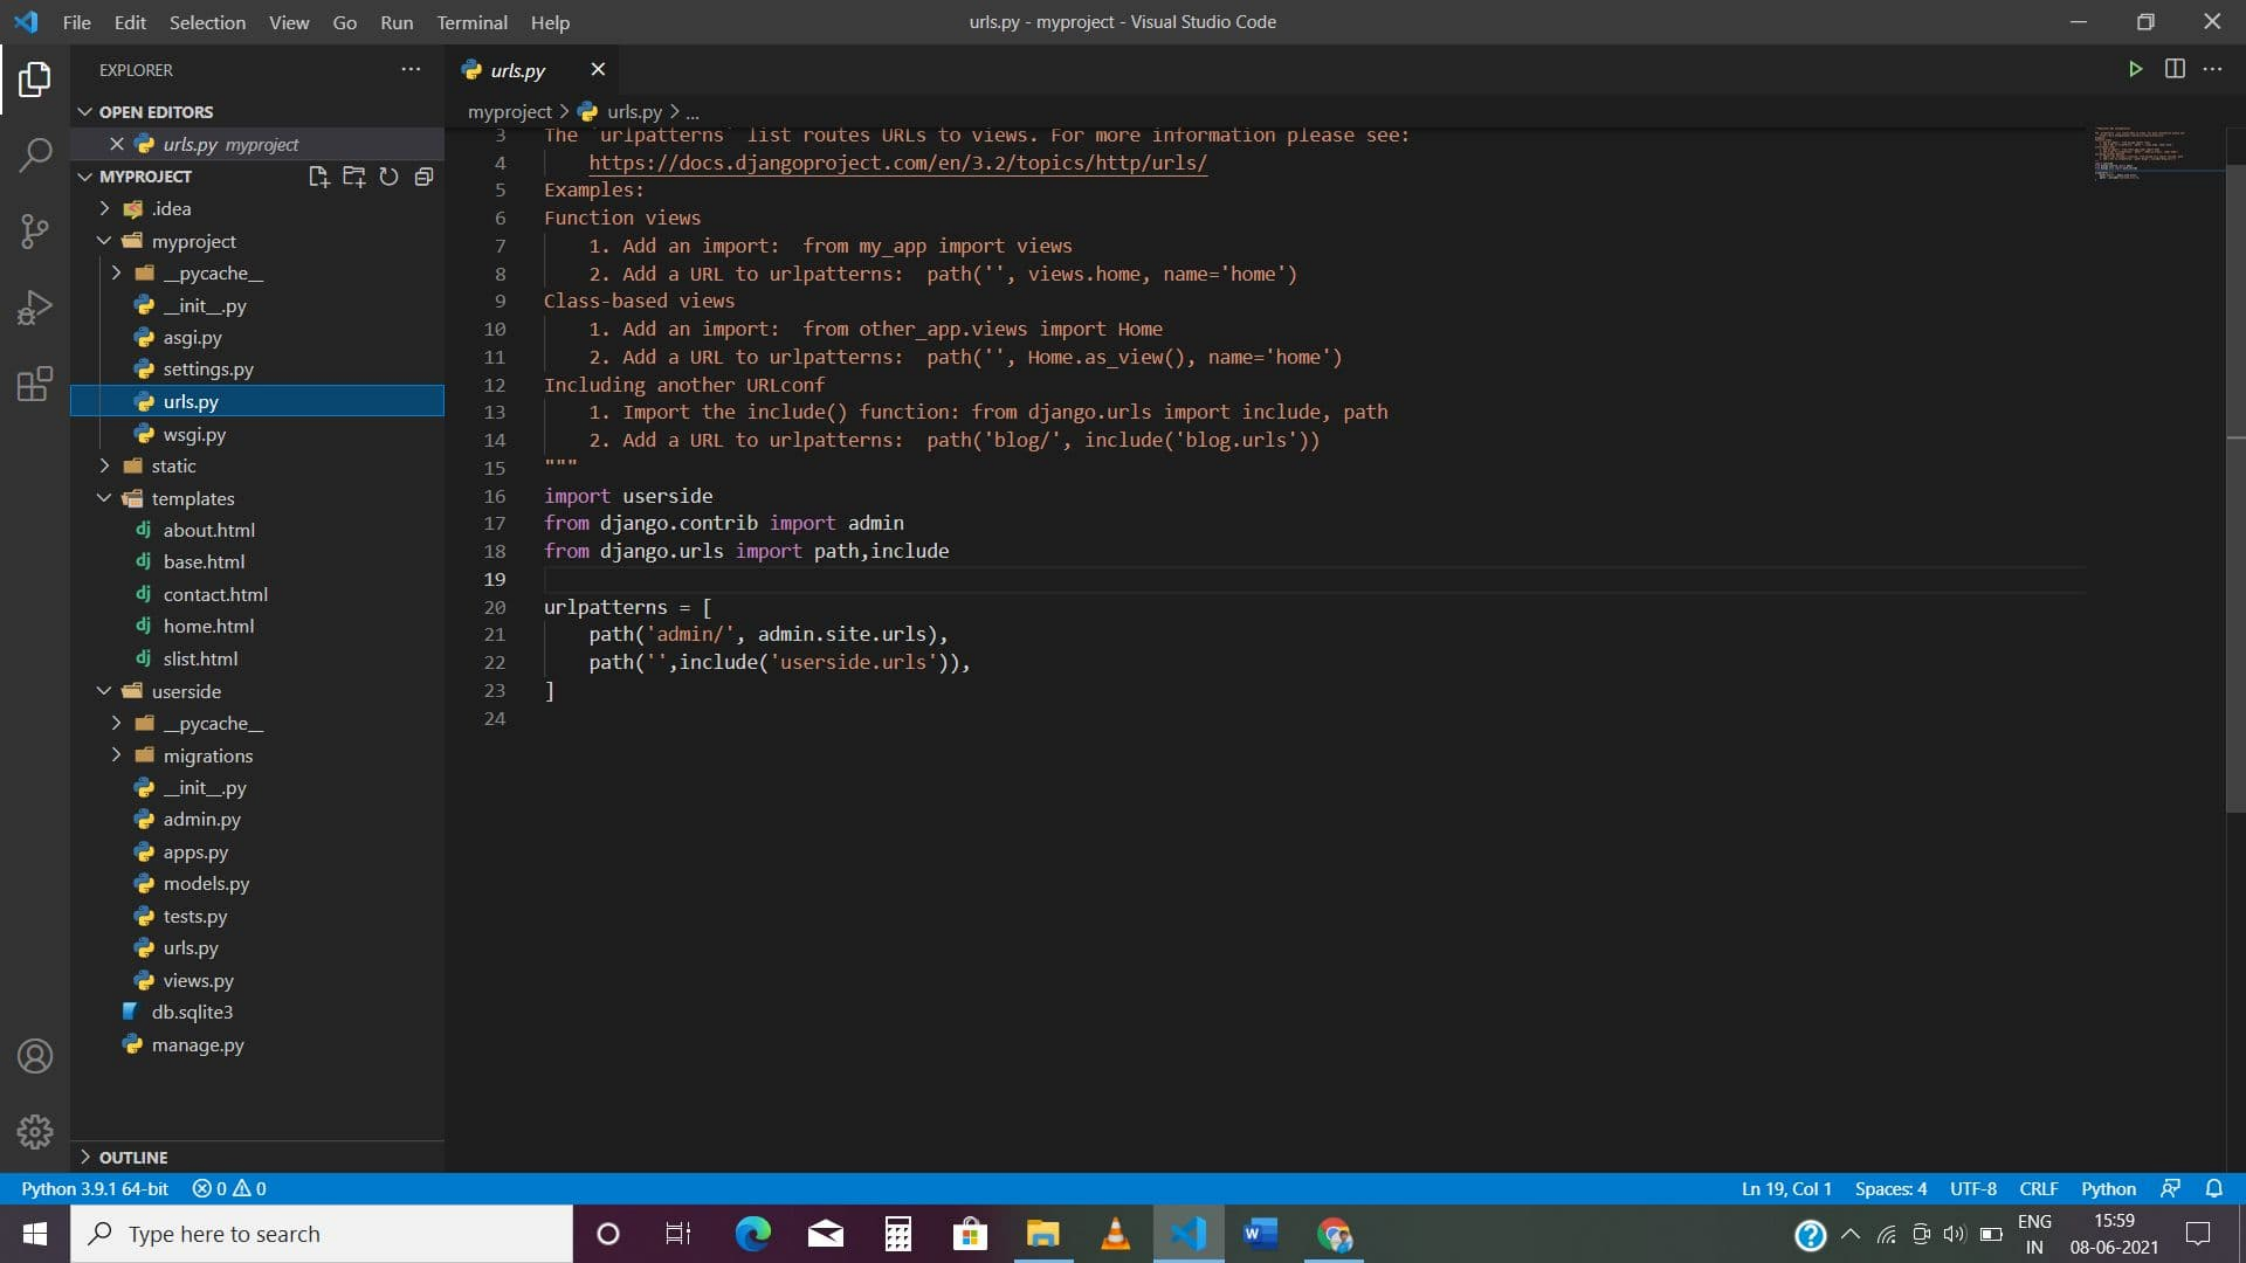 File Edit Selection View Go Run Terminal Help
urls.py - myproject - Visual Studio Code
EXPLORER
OPEN EDITORS
urls.py myproject
MYPROJECT
.idea
myproject
__pycache__
__init__.py
asgi.py
settings.py
urls.py
wsgi.py
static
templates
about.html
base.html
contact.html
home.html
slist.html
userside
__pycache__
migrations
__init__.py
admin.py
apps.py
models.py
tests.py
urls.py
views.py
db.sqlite3
manage.py
OUTLINE
urls.py
myproject > urls.py > ...
3 The `urlpatterns` list routes URLs to views. For more information please see:
4 https://docs.djangoproject.com/en/3.2/topics/http/urls/
5 Examples:
6 Function views
7 1. Add an import:  from my_app import views
8 2. Add a URL to urlpatterns:  path('', views.home, name='home')
9 Class-based views
10 1. Add an import:  from other_app.views import Home
11 2. Add a URL to urlpatterns:  path('', Home.as_view(), name='home')
12 Including another URLconf
13 1. Import the include() function: from django.urls import include, path
14 2. Add a URL to urlpatterns:  path('blog/', include('blog.urls'))
15 """
16 import userside
17 from django.contrib import admin
18 from django.urls import path,include
19
20 urlpatterns = [
21 path('admin/', admin.site.urls),
22 path('',include('userside.urls')),
23 ]
24
Python 3.9.1 64-bit 0 0
Ln 19, Col 1 Spaces: 4 UTF-8 CRLF Python
Type here to search
ENG
IN
15:59
08-06-2021